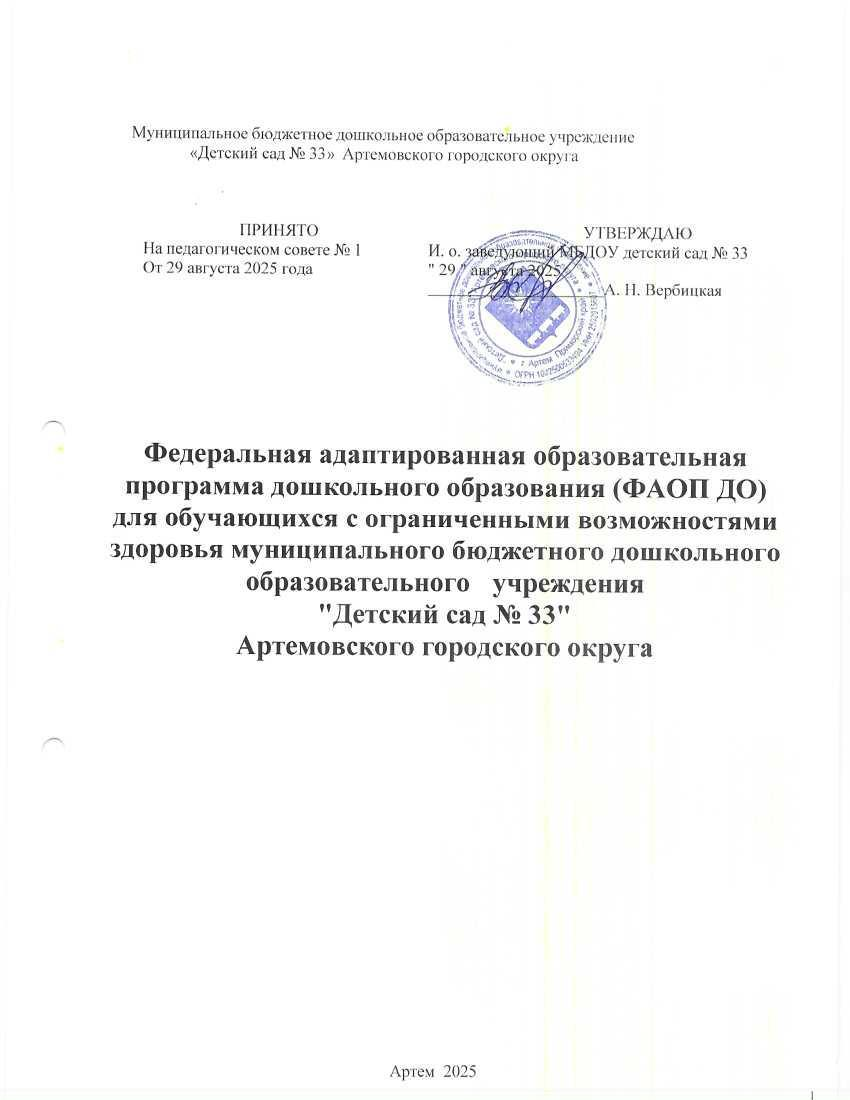 Муниципальное бюджетное дошкольное образовательное учреждение
«Детский сад № 33» Артемовского городского округа
ПРИНЯТО
На педагогическом совете № 1
От 29 августа 2025 года
УТВЕРЖДАЮ
И. о. заведующий МБДОУ детский сад № 33
" 29 " августа 2025
А. Н. Вербицкая
Федеральная адаптированная образовательная
программа дошкольного образования (ФАОП ДО)
для обучающихся с ограниченными возможностями
здоровья муниципального бюджетного дошкольного
образовательного учреждения
"Детский сад № 33"
Артемовского городского округа
Артем 2025
1